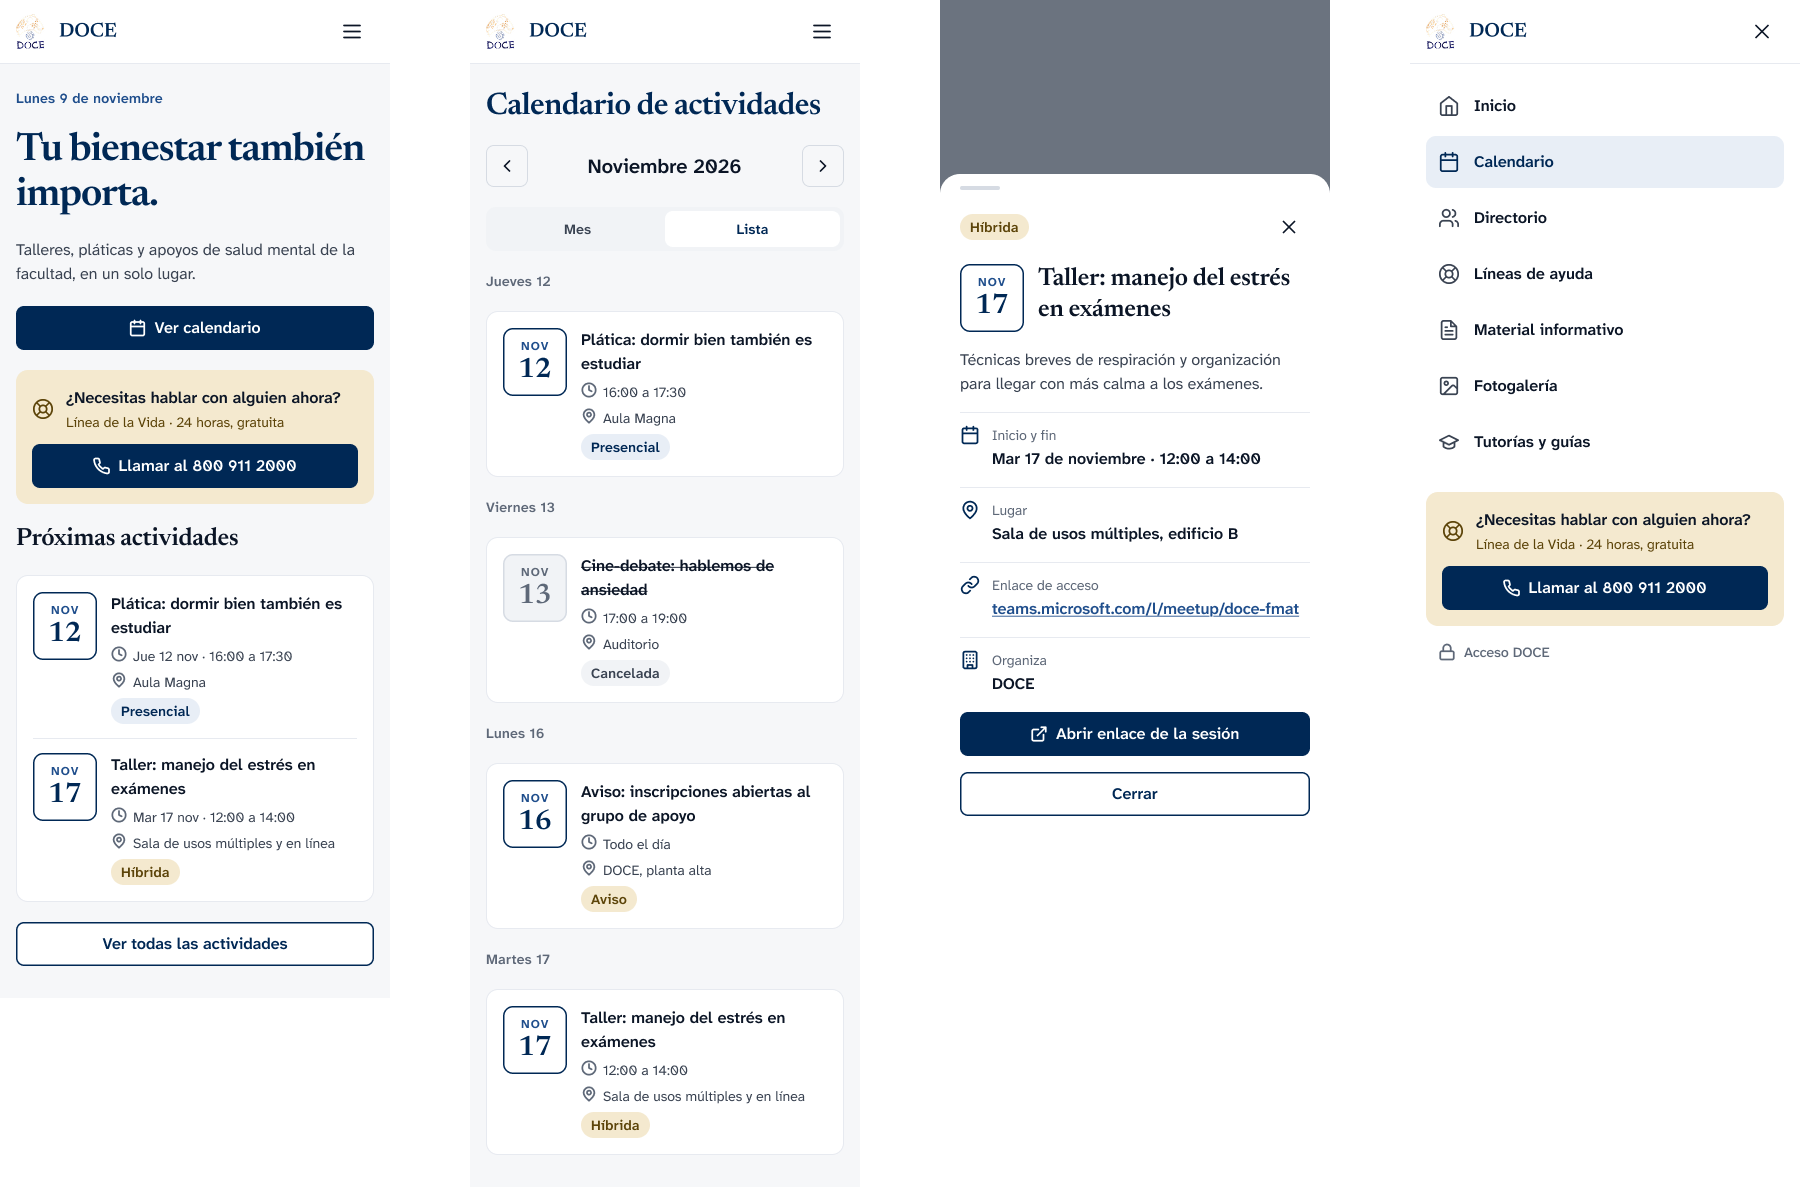 DOCE
DOCE
Lunes 9 de noviembre
Tu bienestar también
importa.
Talleres, pláticas y apoyos de salud mental de la
facultad, en un solo lugar.
Ver calendario
¿Necesitas hablar con alguien ahora?
Línea de la Vida · 24 horas, gratuita
Llamar al 800 911 2000
Próximas actividades
NOV
12
Plática: dormir bien también es
estudiar
Jue 12 nov · 16:00 a 17:30
Aula Magna
Presencial
NOV
17
Taller: manejo del estrés en
exámenes
Mar 17 nov · 12:00 a 14:00
Sala de usos múltiples y en línea
Híbrida
Ver todas las actividades
DOCE
DOCE
Calendario de actividades
Noviembre 2026
Mes
Lista
Jueves 12
NOV
12
Plática: dormir bien también es
estudiar
16:00 a 17:30
Aula Magna
Presencial
Viernes 13
NOV
13
Cine-debate: hablemos de
ansiedad
17:00 a 19:00
Auditorio
Cancelada
Lunes 16
NOV
16
Aviso: inscripciones abiertas al
grupo de apoyo
Todo el día
DOCE, planta alta
Aviso
Martes 17
NOV
17
Taller: manejo del estrés en
exámenes
12:00 a 14:00
Sala de usos múltiples y en línea
Híbrida
Híbrida
NOV
17
Taller: manejo del estrés
en exámenes
Técnicas breves de respiración y organización
para llegar con más calma a los exámenes.
Inicio y fin
Mar 17 de noviembre · 12:00 a 14:00
Lugar
Sala de usos múltiples, edificio B
Enlace de acceso
teams.microsoft.com/l/meetup/doce-fmat
Organiza
DOCE
Abrir enlace de la sesión
Cerrar
DOCE
DOCE
Inicio
Calendario
Directorio
Líneas de ayuda
Material informativo
Fotogalería
Tutorías y guías
¿Necesitas hablar con alguien ahora?
Línea de la Vida · 24 horas, gratuita
Llamar al 800 911 2000
Acceso DOCE